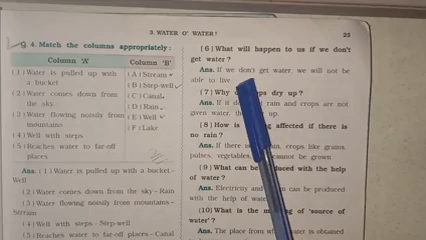 3. WATER O' WATER!
23
Q. 4. Match the columns appropriately :
Column 'A'
Column 'B'
(1) Water is pulled up with
a bucket
(2) Water comes down from
the sky
(3) Water flowing noisily from
mountains
(4) Well with steps
(5) Reaches water to far-off
places
(A) Stream
(B) Step-well
(C) Canal
(D) Rain
(E) Well
(F) Lake
Ans. (1) Water is pulled up with a bucket -
Well
(2) Water comes down from the sky - Rain
(3) Water flowing noisily from mountains -
Stream
(4) Well with steps - Step-well
(5) Reaches water to far-off places - Canal
(6) What will happen to us if we don't
get water ?
Ans. If we don't get water, we will not be
able to live
(7) Why dry up ?
Ans. If it rain and crops are not
given water, up.
(8) How is affected if there is
no rain ?
Ans. If there is crops like grains,
pulses, vegetables, cannot be grown
(9) What can be with the help
of water ?
Ans. Electricity can be produced
with the help of water
(10) What is the of 'source of
water' ?
Ans. The place from water is obtained